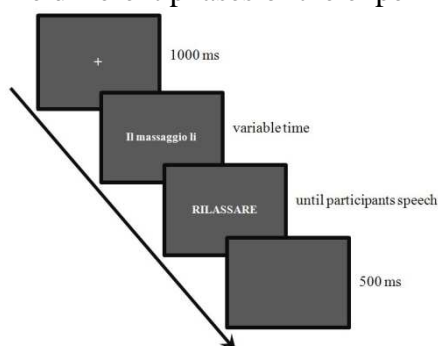 +
1000 ms
Il massaggio li
variable time
RILASSARE
until participants speech
500 ms